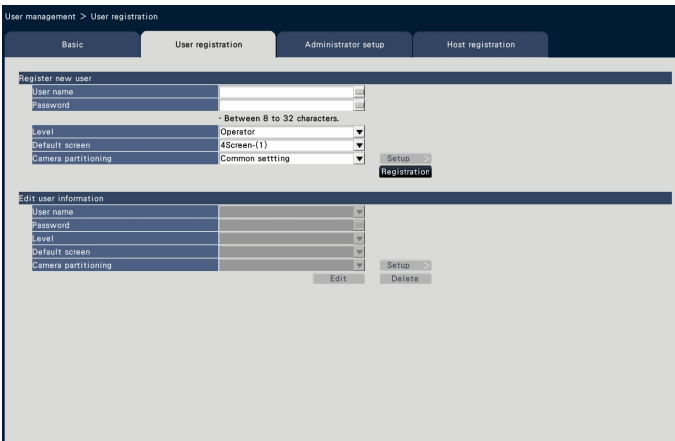 User management > User registration
Basic User registration Administrator setup Host registration
Register new user
User name
Password
· Between 8 to 32 characters.
Level Operator
Default screen 4Screen-(1)
Camera partitioning Common settting Setup >
Registration
Edit user information
User name
Password
Level
Default screen
Camera partitioning Setup >
Edit Delete